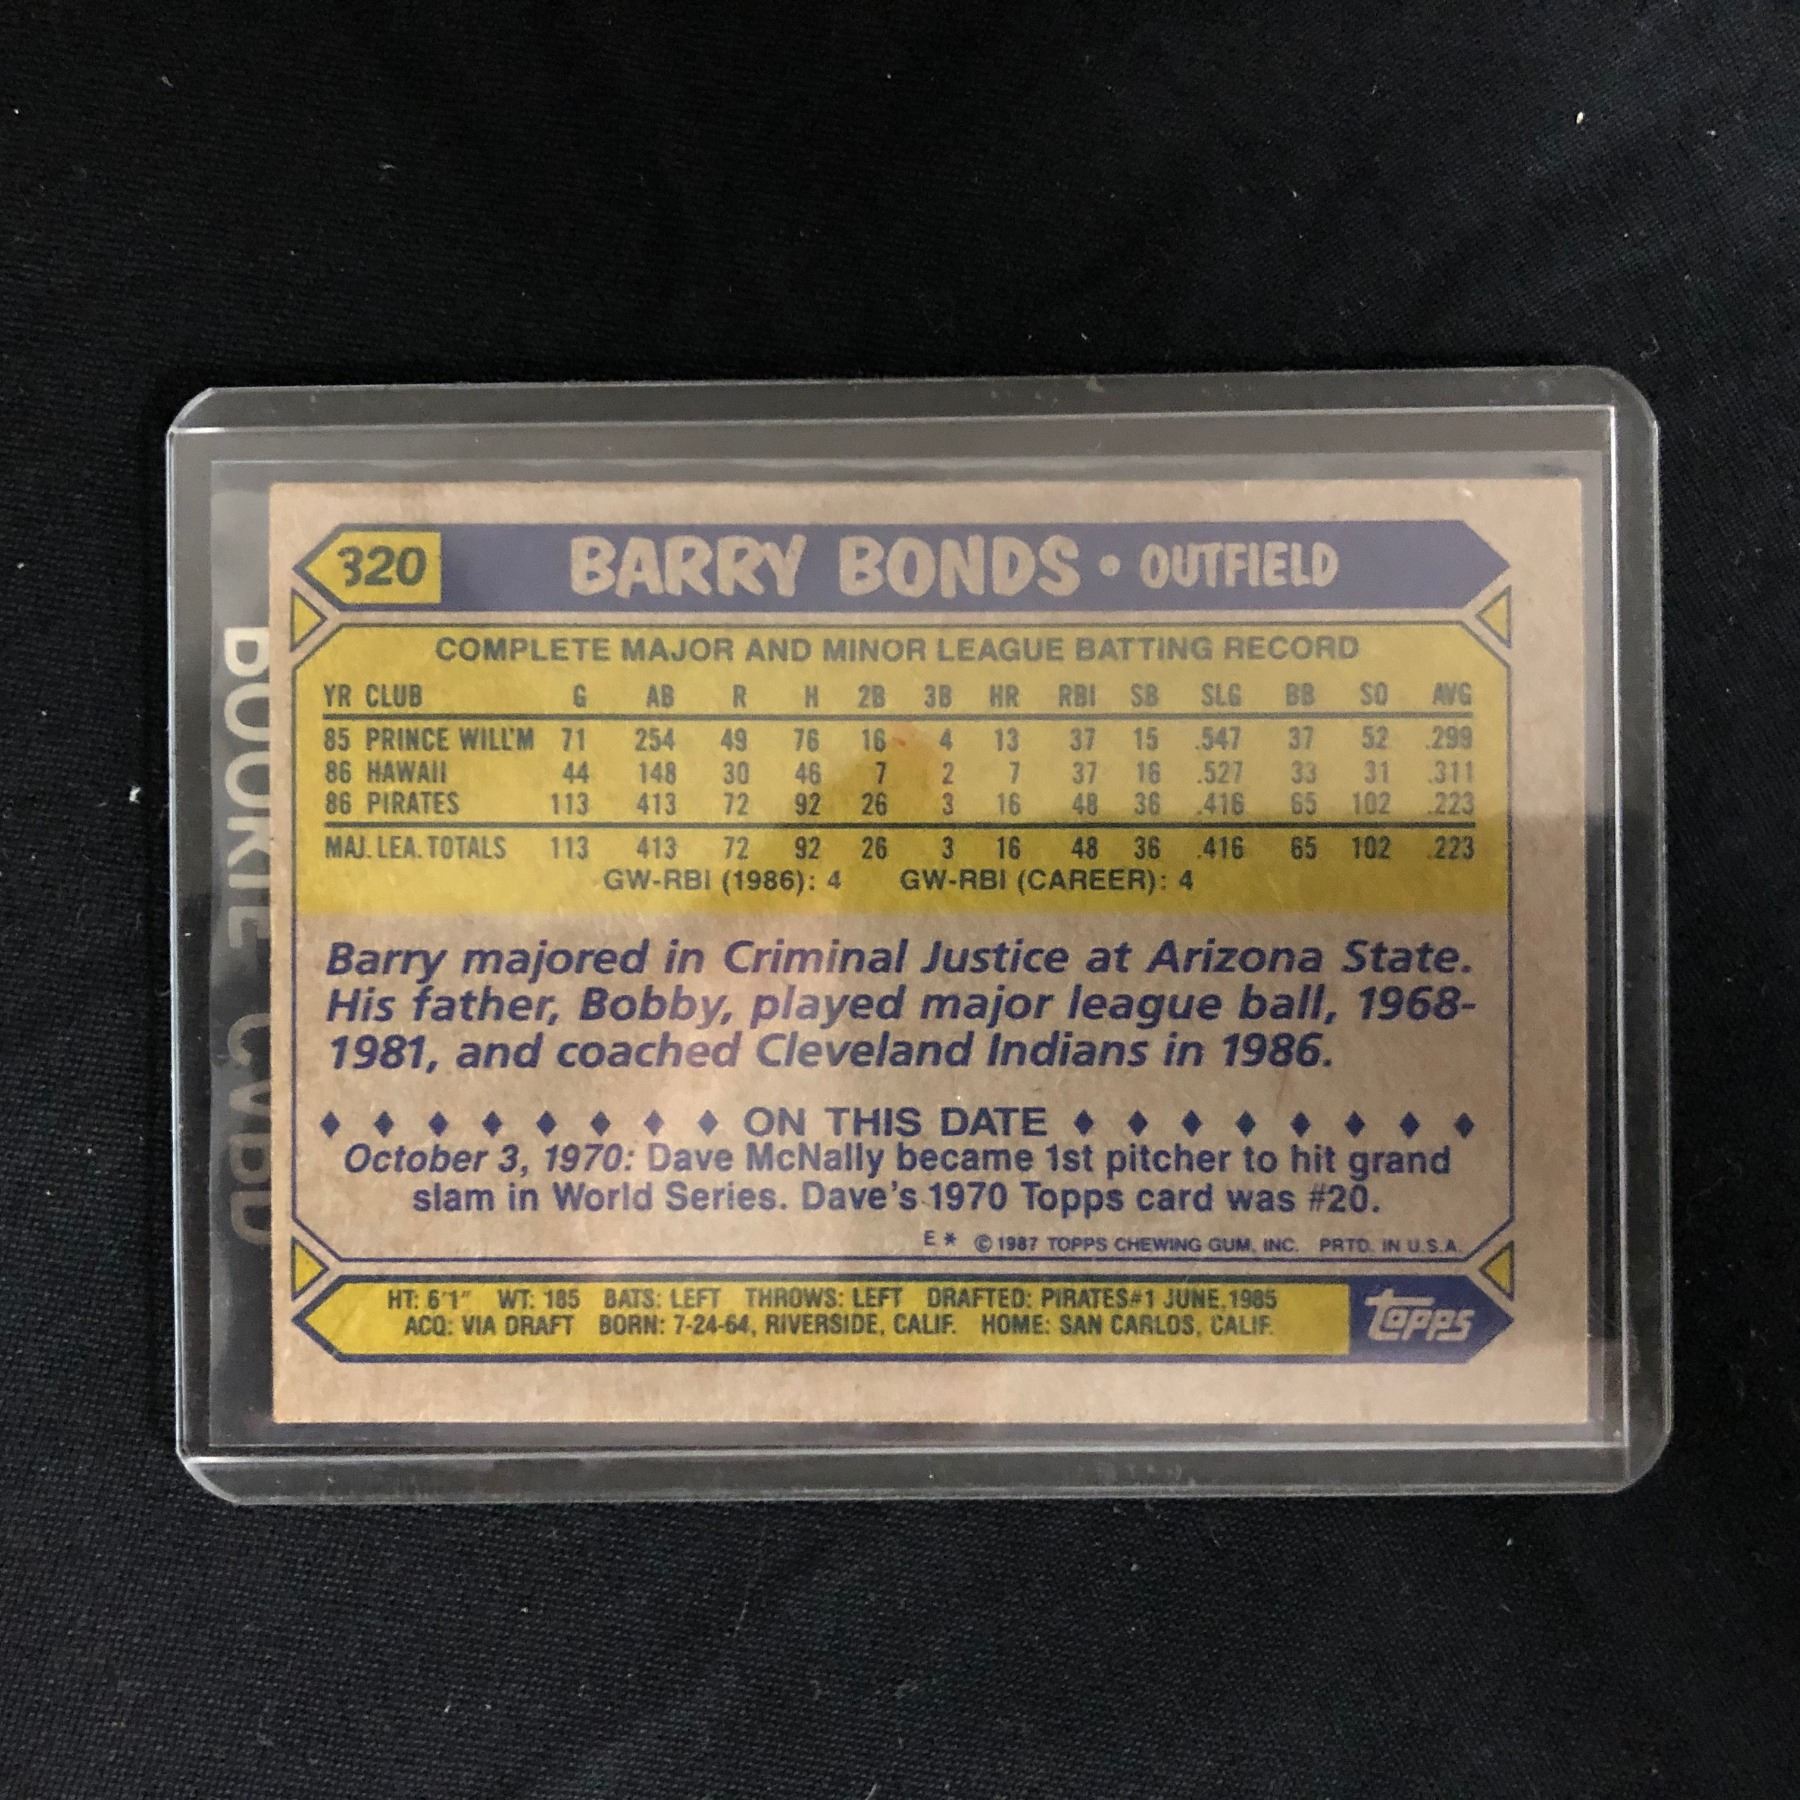 320 BARRY BONDS • OUTFIELD
COMPLETE MAJOR AND MINOR LEAGUE BATTING RECORD
YR CLUB G AB R H 2B 3B HR RBI SB SLG BB SO AVG
85 PRINCE WILL'M 71 254 49 76 16 4 13 37 15 .547 37 52 .299
86 HAWAII 44 148 30 46 7 2 7 37 16 .527 33 31 .311
86 PIRATES 113 413 72 92 26 3 16 48 36 .416 65 102 .223
MAJ. LEA. TOTALS 113 413 72 92 26 3 16 48 36 .416 65 102 .223
GW-RBI (1986): 4 GW-RBI (CAREER): 4
Barry majored in Criminal Justice at Arizona State.
His father, Bobby, played major league ball, 1968-
1981, and coached Cleveland Indians in 1986.
ON THIS DATE
October 3, 1970: Dave McNally became 1st pitcher to hit grand
slam in World Series. Dave's 1970 Topps card was #20.
E * © 1987 TOPPS CHEWING GUM, INC. PRTD. IN U.S.A.
HT: 6'1" WT: 185 BATS: LEFT THROWS: LEFT DRAFTED: PIRATES#1 JUNE, 1985
ACQ: VIA DRAFT BORN: 7-24-64, RIVERSIDE, CALIF. HOME: SAN CARLOS, CALIF.
topps
ROOKIE CARD